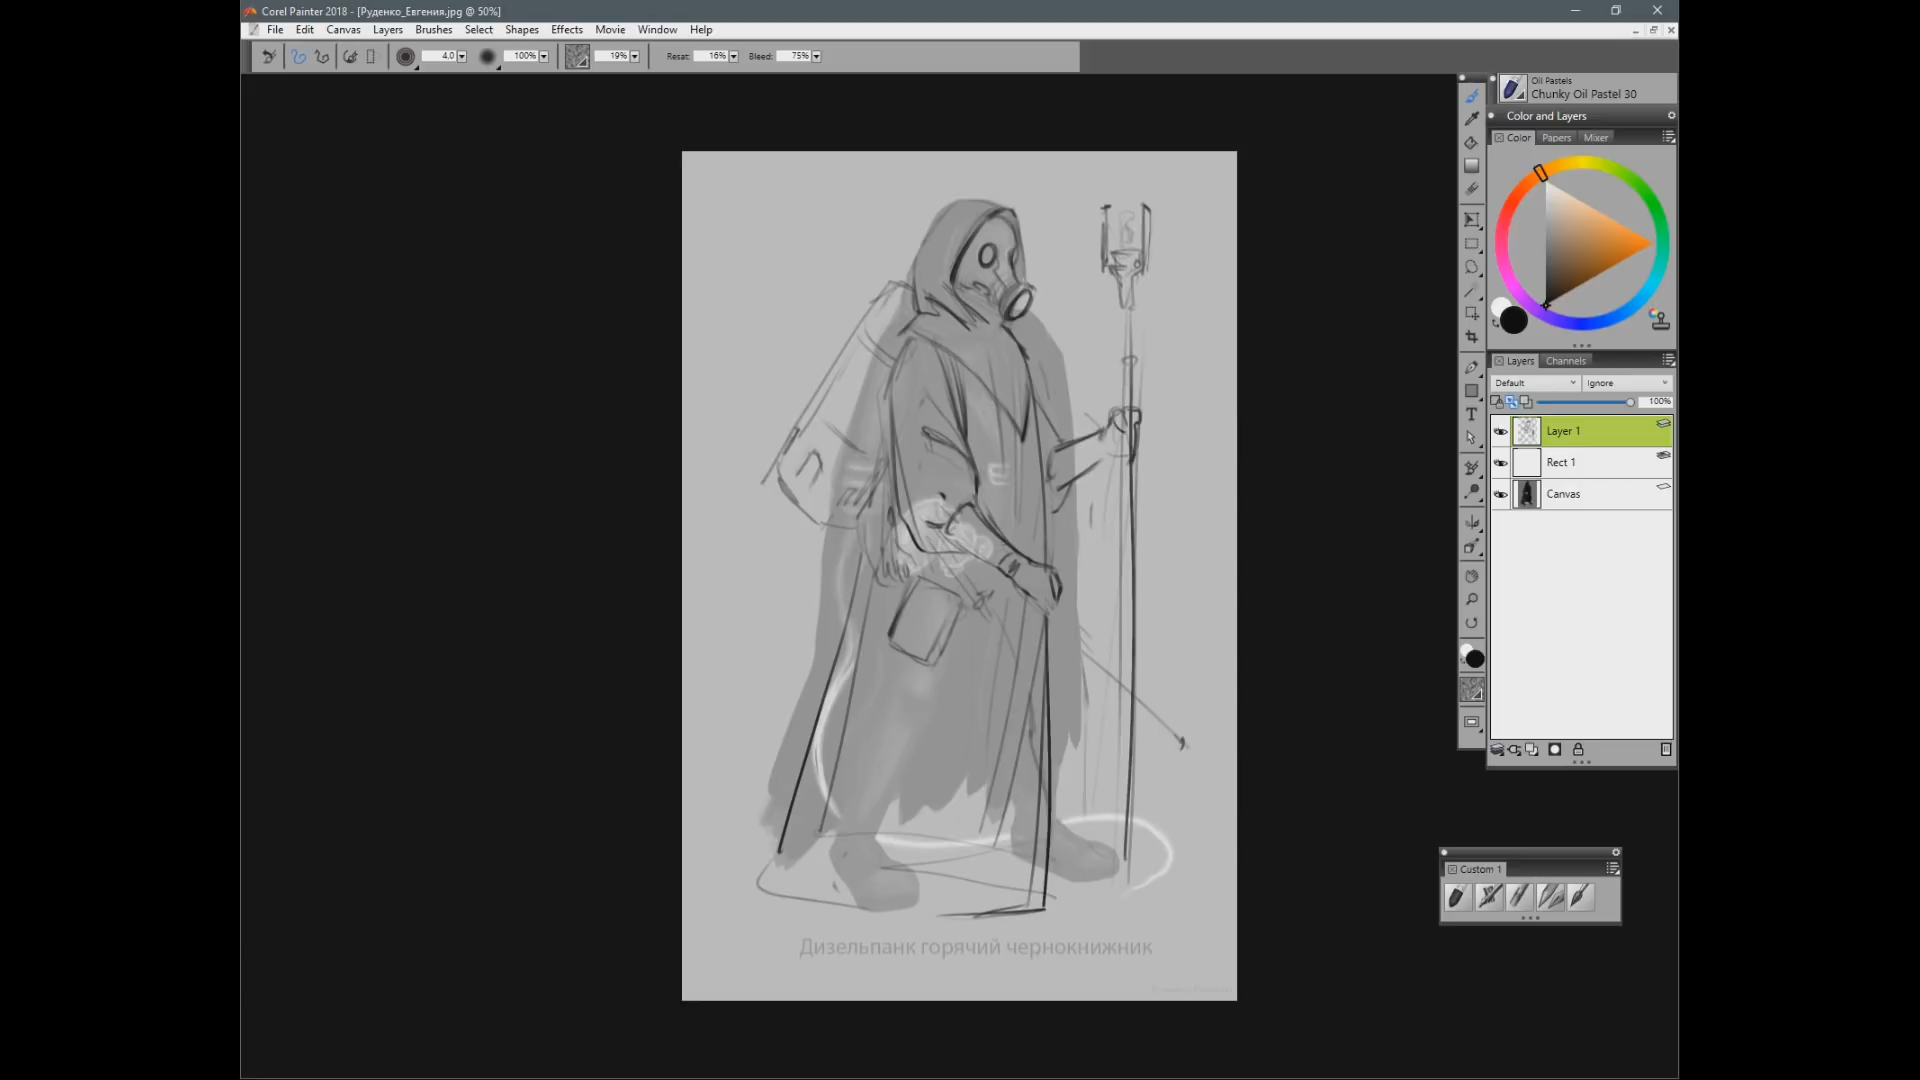 Corel Painter 2018 - [Руденко_Евгения.jpg @ 50%]
File Edit Canvas Layers Brushes Select Shapes Effects Movie Window Help
4.0 100% 19% Resat: 16% Bleed: 75%
Oil Pastels
Chunky Oil Pastel 30
Color and Layers
Color Papers Mixer
Layers Channels
Default Ignore
100%
Layer 1
Rect 1
Canvas
Custom 1
Дизельпанк горячий чернокнижник